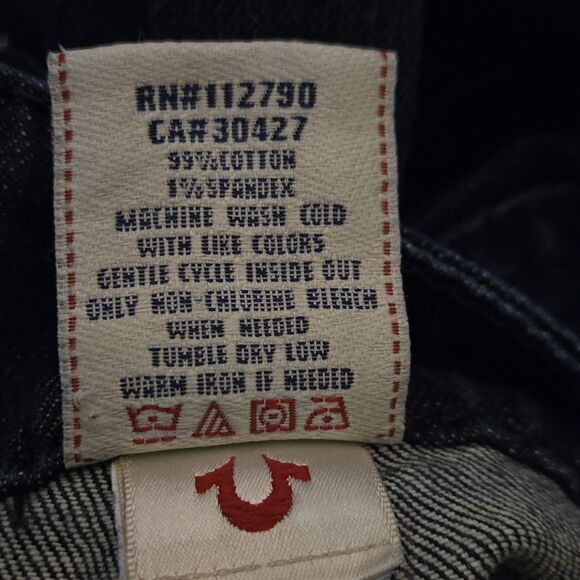 RN#112790
CA#30427
99%COTTON
1%SPANDEX
MACHINE WASH COLD
WITH LIKE COLORS
GENTLE CYCLE INSIDE OUT
ONLY NON-CHLORINE BLEACH
WHEN NEEDED
TUMBLE DRY LOW
WARM IRON IF NEEDED